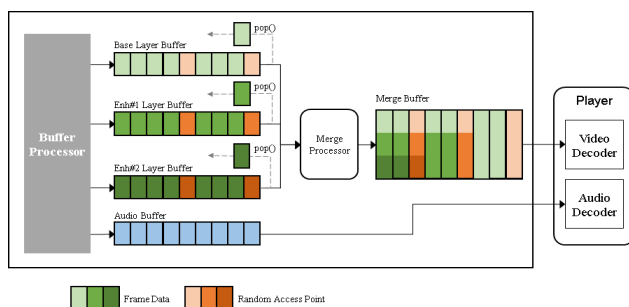 pop()
Base Layer Buffer
pop()
Enh#1 Layer Buffer
Merge Buffer
Player
Buffer
Processor
Merge
Processor
Video
Decoder
pop()
Enh#2 Layer Buffer
Audio
Decoder
Audio Buffer
Frame Data
Random Access Point